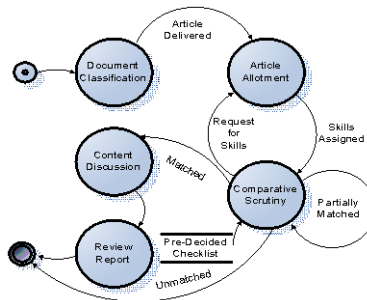 Article
Delivered
Document
Classification
Article
Allotment
Request
for
Skills
Skills
Assigned
Content
Discussion
Matched
Comparative
Scrutiny
Partially
Matched
Review
Report
Pre-Decided
Checklist
Unmatched